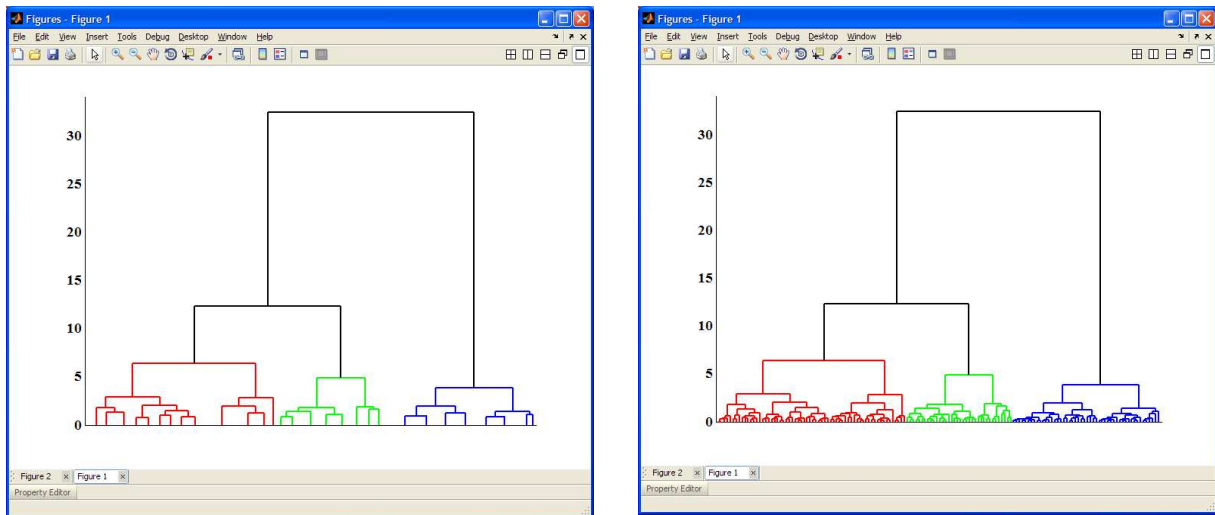 Figures - Figure 1
File Edit View Insert Tools Debug Desktop Window Help
30
25
20
15
10
5
0
Figure 2 Figure 1
Property Editor
Figures - Figure 1
File Edit View Insert Tools Debug Desktop Window Help
30
25
20
15
10
5
0
Figure 2 Figure 1
Property Editor